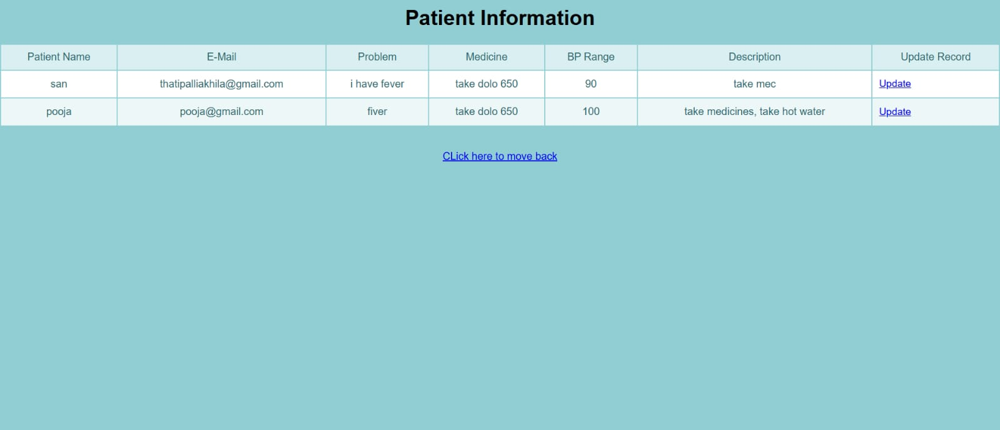 Patient Information
Patient Name E-Mail Problem Medicine BP Range Description Update Record
san thatipalliakhila@gmail.com i have fever take dolo 650 90 take mec Update
pooja pooja@gmail.com fiver take dolo 650 100 take medicines, take hot water Update
CLick here to move back